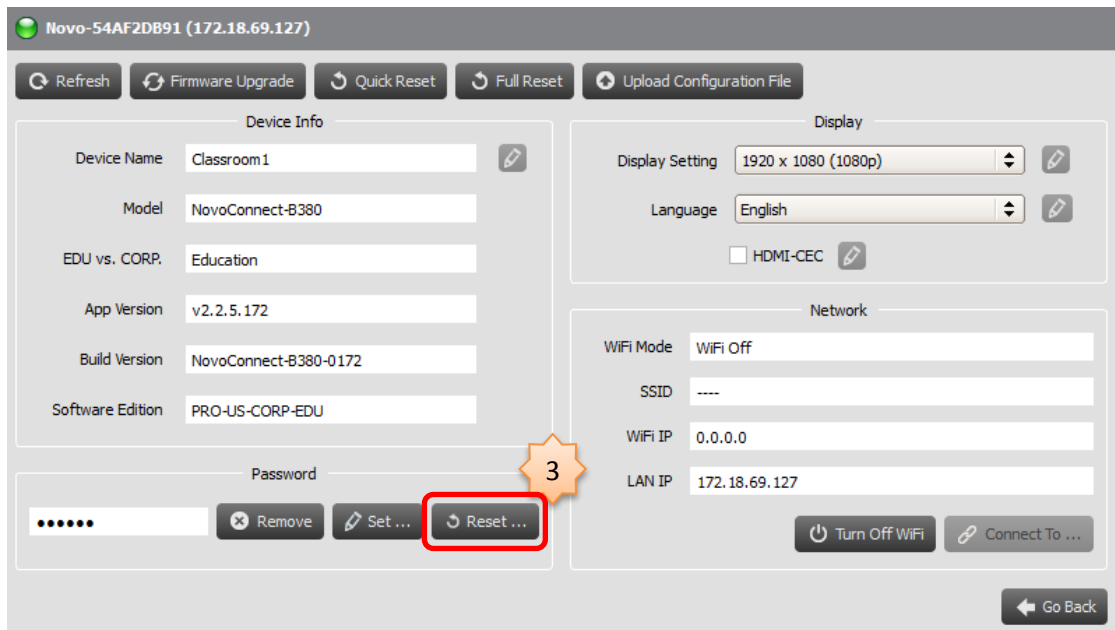 Novo-54AF2DB91 (172.18.69.127)
Refresh Firmware Upgrade Quick Reset Full Reset Upload Configuration File
Device Info
Device Name Classroom1
Model NovoConnect-B380
EDU vs. CORP. Education
App Version v2.2.5.172
Build Version NovoConnect-B380-0172
Software Edition PRO-US-CORP-EDU
Password
•••••• Remove Set ... Reset ...
3
Display
Display Setting 1920 x 1080 (1080p)
Language English
HDMI-CEC
Network
WiFi Mode WiFi Off
SSID ----
WiFi IP 0.0.0.0
LAN IP 172.18.69.127
Turn Off WiFi Connect To ...
Go Back